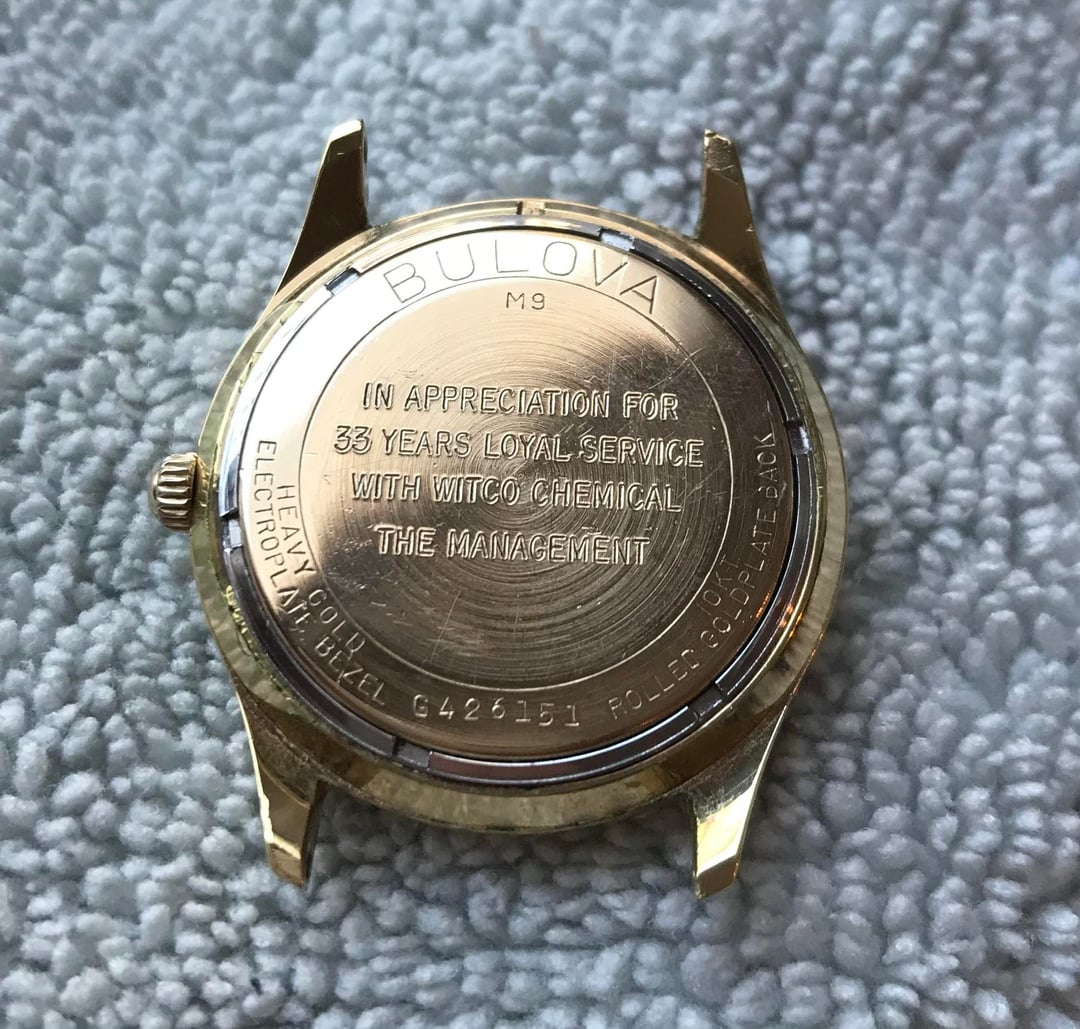 BULOVA
M9
IN APPRECIATION FOR
33 YEARS LOYAL SERVICE
WITH WITCO CHEMICAL
THE MANAGEMENT
HEAVY GOLD
ELECTROPLATE BEZEL
G426151
10KT
ROLLED GOLDPLATE BACK